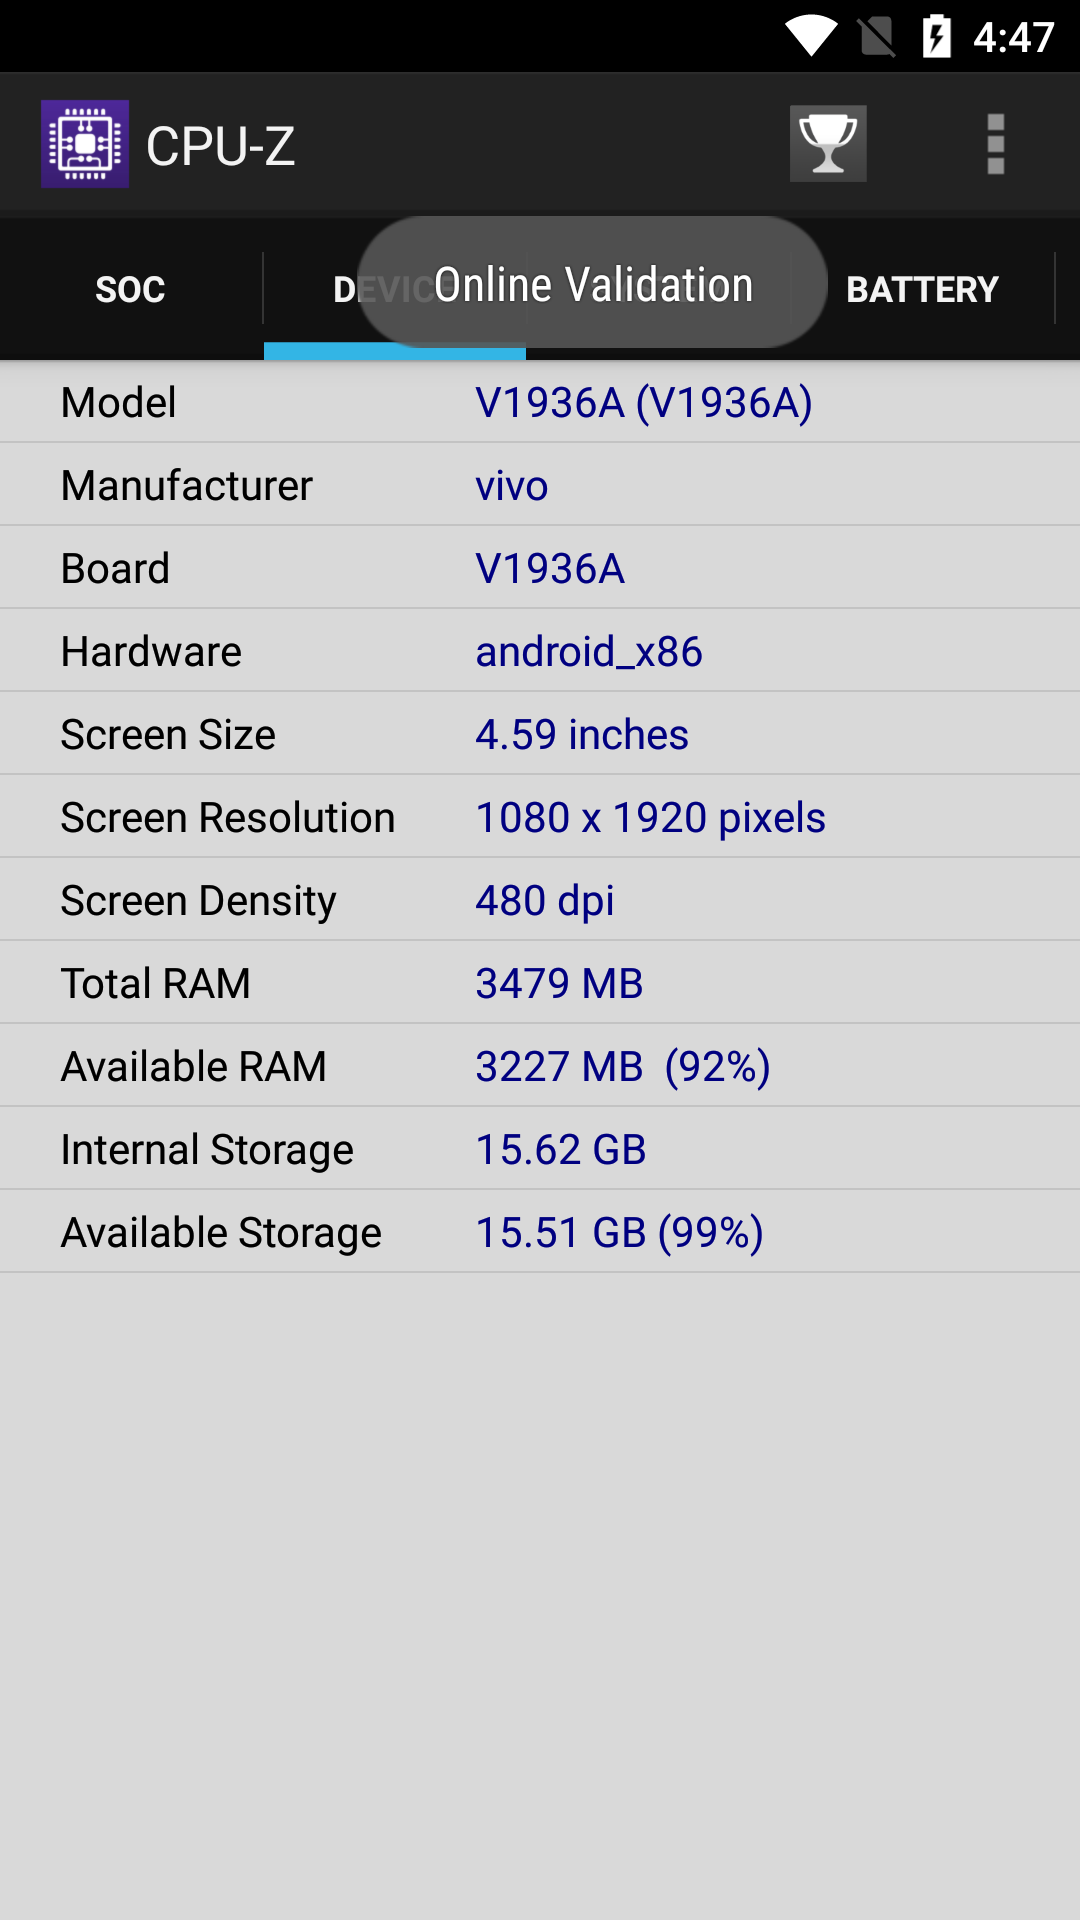 4:47
CPU-Z
SOC
DEVICE
Online Validation
BATTERY
Model V1936A (V1936A)
Manufacturer vivo
Board V1936A
Hardware android_x86
Screen Size 4.59 inches
Screen Resolution 1080 x 1920 pixels
Screen Density 480 dpi
Total RAM 3479 MB
Available RAM 3227 MB (92%)
Internal Storage 15.62 GB
Available Storage 15.51 GB (99%)